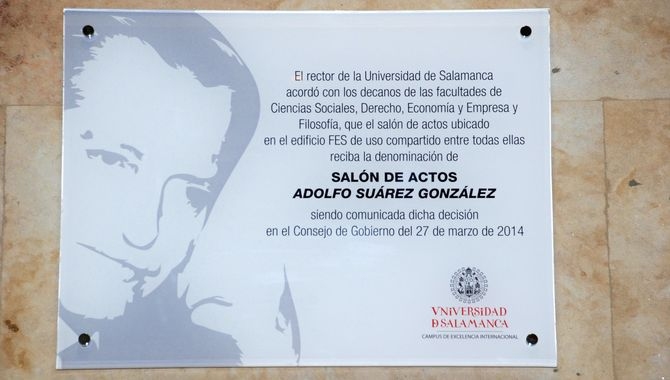 El rector de la Universidad de Salamanca
acordó con los decanos de las facultades de
Ciencias Sociales, Derecho, Economía y Empresa y
Filosofía, que el salón de actos ubicado
en el edificio FES de uso compartido entre todas ellas
reciba la denominación de
SALÓN DE ACTOS
ADOLFO SUÁREZ GONZÁLEZ
siendo comunicada dicha decisión
en el Consejo de Gobierno del 27 de marzo de 2014
VNiVERSiDAD
D SALAMANCA
CAMPUS DE EXCELENCIA INTERNACIONAL